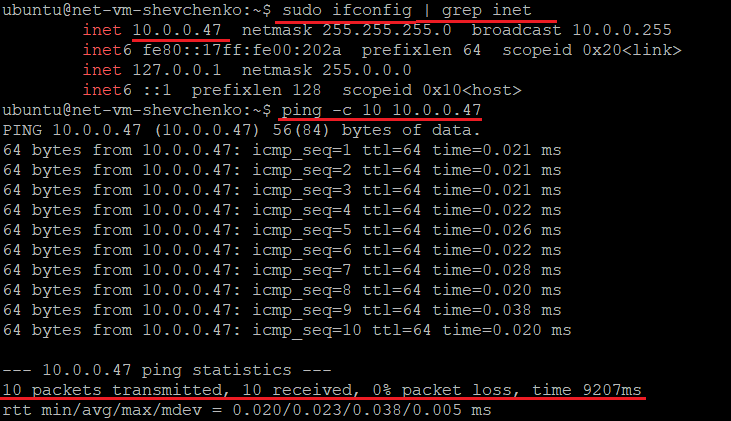 ubuntu@net-vm-shevchenko:~$ sudo ifconfig | grep inet
        inet 10.0.0.47  netmask 255.255.255.0  broadcast 10.0.0.255
        inet6 fe80::17ff:fe00:202a  prefixlen 64  scopeid 0x20<link>
        inet 127.0.0.1  netmask 255.0.0.0
        inet6 ::1  prefixlen 128  scopeid 0x10<host>
ubuntu@net-vm-shevchenko:~$ ping -c 10 10.0.0.47
PING 10.0.0.47 (10.0.0.47) 56(84) bytes of data.
64 bytes from 10.0.0.47: icmp_seq=1 ttl=64 time=0.021 ms
64 bytes from 10.0.0.47: icmp_seq=2 ttl=64 time=0.021 ms
64 bytes from 10.0.0.47: icmp_seq=3 ttl=64 time=0.021 ms
64 bytes from 10.0.0.47: icmp_seq=4 ttl=64 time=0.022 ms
64 bytes from 10.0.0.47: icmp_seq=5 ttl=64 time=0.026 ms
64 bytes from 10.0.0.47: icmp_seq=6 ttl=64 time=0.022 ms
64 bytes from 10.0.0.47: icmp_seq=7 ttl=64 time=0.028 ms
64 bytes from 10.0.0.47: icmp_seq=8 ttl=64 time=0.020 ms
64 bytes from 10.0.0.47: icmp_seq=9 ttl=64 time=0.038 ms
64 bytes from 10.0.0.47: icmp_seq=10 ttl=64 time=0.020 ms

--- 10.0.0.47 ping statistics ---
10 packets transmitted, 10 received, 0% packet loss, time 9207ms
rtt min/avg/max/mdev = 0.020/0.023/0.038/0.005 ms